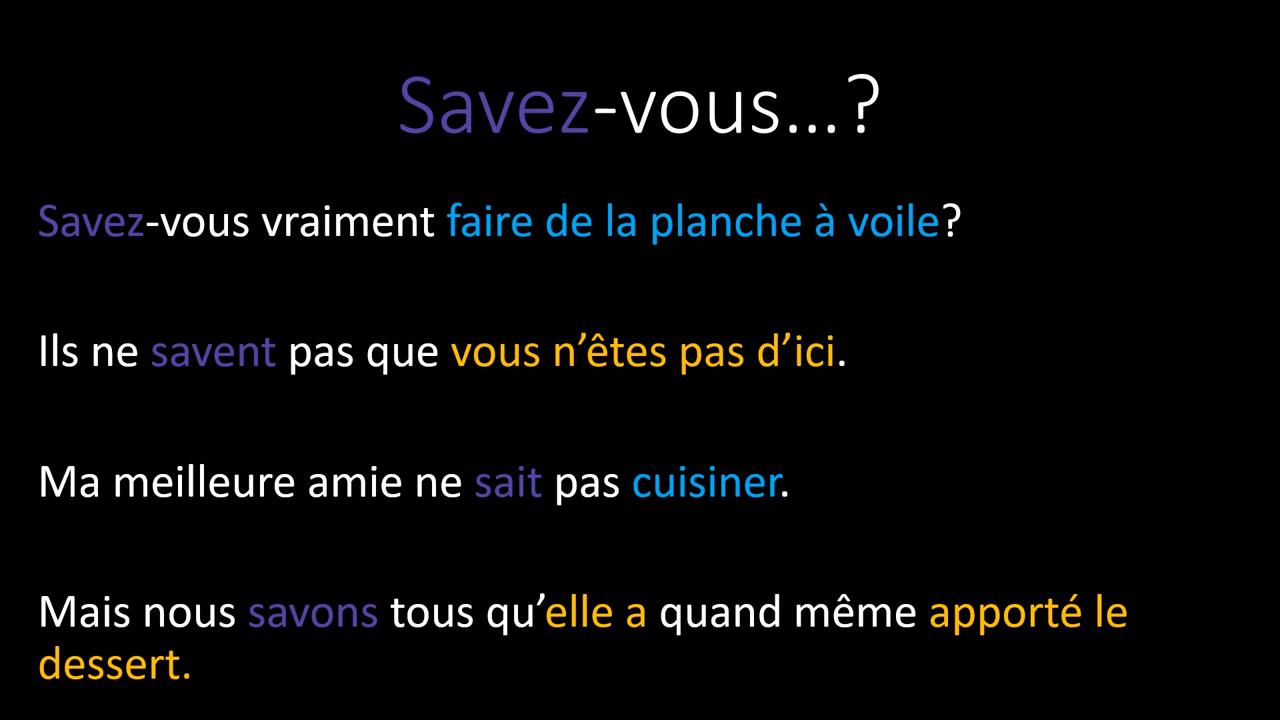 Savez-vous...?
Savez-vous vraiment faire de la planche à voile?
Ils ne savent pas que vous n’êtes pas d’ici.
Ma meilleure amie ne sait pas cuisiner.
Mais nous savons tous qu’elle a quand même apporté le
dessert.